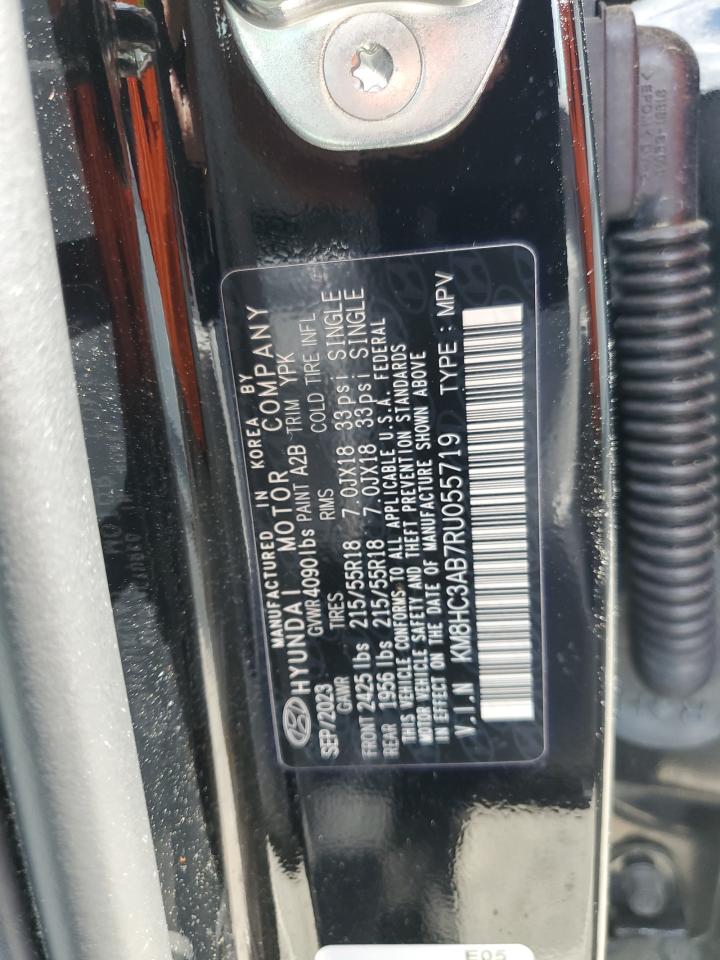 MANUFACTURED IN KOREA BY
HYUNDAI MOTOR COMPANY
SEP/2023 GVWR 4090 lbs PAINT A2B TRIM YPK
GAWR TIRES RIMS COLD TIRE INFL
FRONT 2425 lbs 215/55R18 7.0JX18 33psi SINGLE
REAR 1956 lbs 215/55R18 7.0JX18 33psi SINGLE
THIS VEHICLE CONFORMS TO ALL APPLICABLE U.S.A. FEDERAL
MOTOR VEHICLE SAFETY AND THEFT PREVENTION STANDARDS
IN EFFECT ON THE DATE OF MANUFACTURE SHOWN ABOVE
V.I.N KM8HC3AB7RU055719 TYPE : MPV
E05